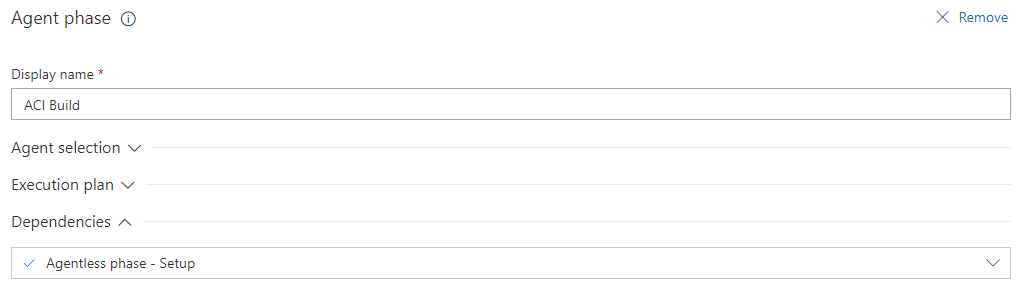 Agent phase
Remove
Display name *
ACI Build
Agent selection
Execution plan
Dependencies
Agentless phase - Setup